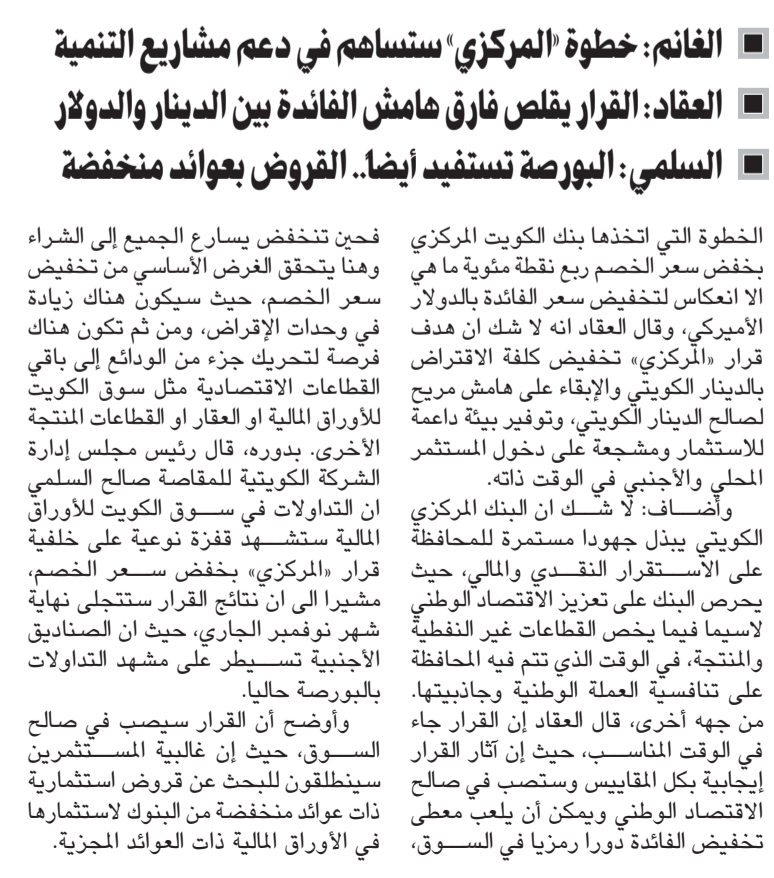 الغانم: خطوة «المركزي» ستساهم في دعم مشاريع التنمية
العقاد: القرار يقلص فارق هامش الفائدة بين الدينار والدولار
السلمي: البورصة تستفيد أيضاً.. القروض بعوائد منخفضة
الخطوة التي اتخذها بنك الكويت المركزي
بخفض سعر الخصم ربع نقطة مئوية ما هي
الا انعكاس لتخفيض سعر الفائدة بالدولار
الأميركي، وقال العقاد انه لا شك ان هدف
قرار «المركزي» تخفيض كلفة الاقتراض
بالدينار الكويتي والإبقاء على هامش مريح
لصالح الدينار الكويتي، وتوفير بيئة داعمة
للاستثمار ومشجعة على دخول المستثمر
المحلي والأجنبي في الوقت ذاته.
وأضاف: لا شك ان البنك المركزي
الكويتي يبذل جهودا مستمرة للمحافظة
على الاستقرار النقدي والمالي، حيث
يحرص البنك على تعزيز الاقتصاد الوطني
لاسيما فيما يخص القطاعات غير النفطية
والمنتجة، في الوقت الذي تتم فيه المحافظة
على تنافسية العملة الوطنية وجاذبيتها.
من جهه أخرى، قال العقاد إن القرار جاء
في الوقت المناسب، حيث إن آثار القرار
إيجابية بكل المقاييس وستصب في صالح
الاقتصاد الوطني ويمكن أن يلعب معطى
تخفيض الفائدة دورا رمزيا في السوق،
فحين تنخفض يسارع الجميع إلى الشراء
وهنا يتحقق الغرض الأساسي من تخفيض
سعر الخصم، حيث سيكون هناك زيادة
في وحدات الإقراض، ومن ثم تكون هناك
فرصة لتحريك جزء من الودائع إلى باقي
القطاعات الاقتصادية مثل سوق الكويت
للأوراق المالية او العقار او القطاعات المنتجة
الأخرى. بدوره، قال رئيس مجلس إدارة
الشركة الكويتية للمقاصة صالح السلمي
ان التداولات في سوق الكويت للأوراق
المالية ستشهد قفزة نوعية على خلفية
قرار «المركزي» بخفض سعر الخصم،
مشيرا الى ان نتائج القرار ستتجلى نهاية
شهر نوفمبر الجاري، حيث ان الصناديق
الأجنبية تسيطر على مشهد التداولات
بالبورصة حاليا.
وأوضح أن القرار سيصب في صالح
السوق، حيث إن غالبية المستثمرين
سينطلقون للبحث عن قروض استثمارية
ذات عوائد منخفضة من البنوك لاستثمارها
في الأوراق المالية ذات العوائد المجزية.